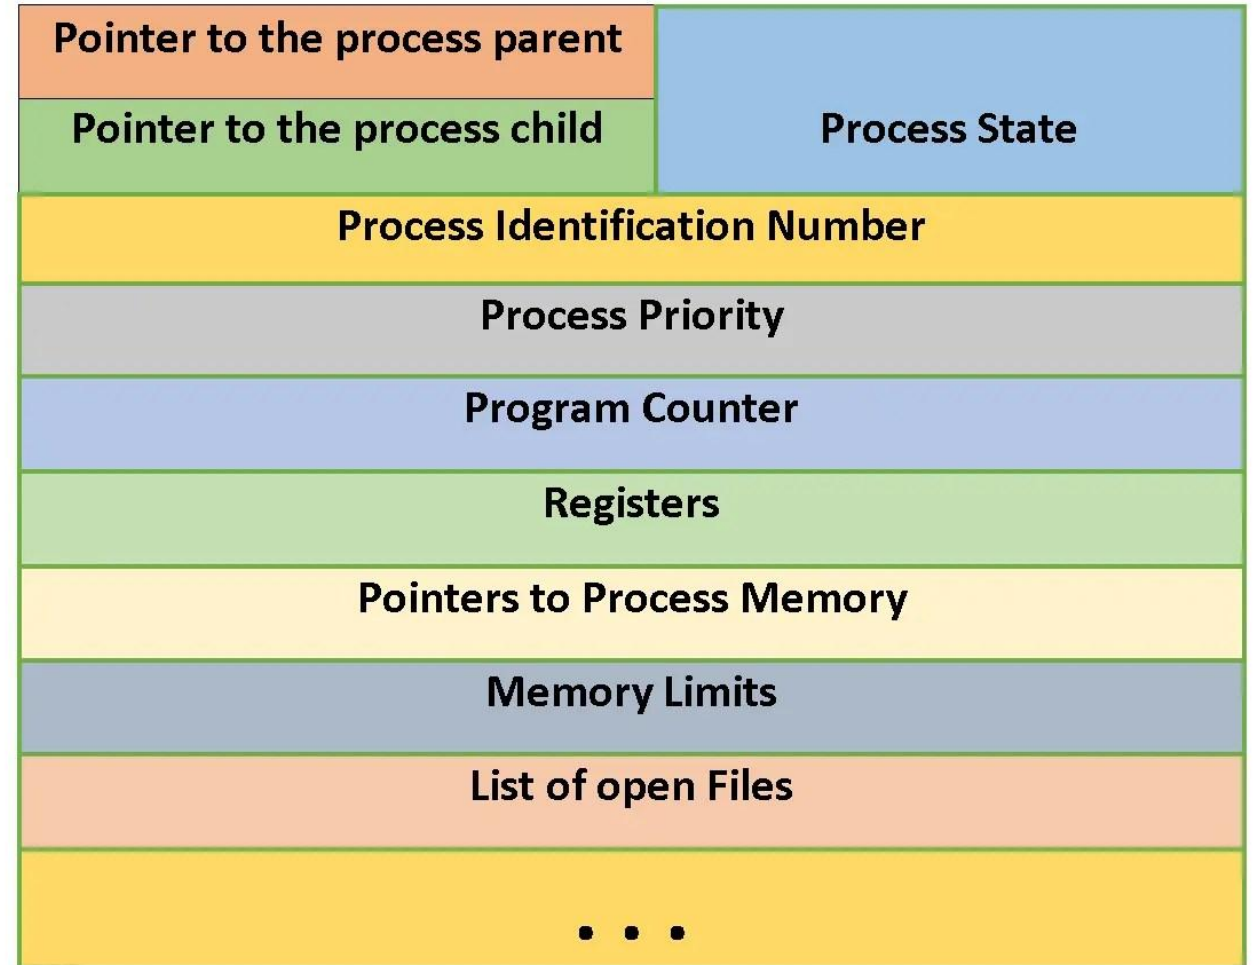 Pointer to the process parent
Pointer to the process child
Process State
Process Identification Number
Process Priority
Program Counter
Registers
Pointers to Process Memory
Memory Limits
List of open Files
. . .